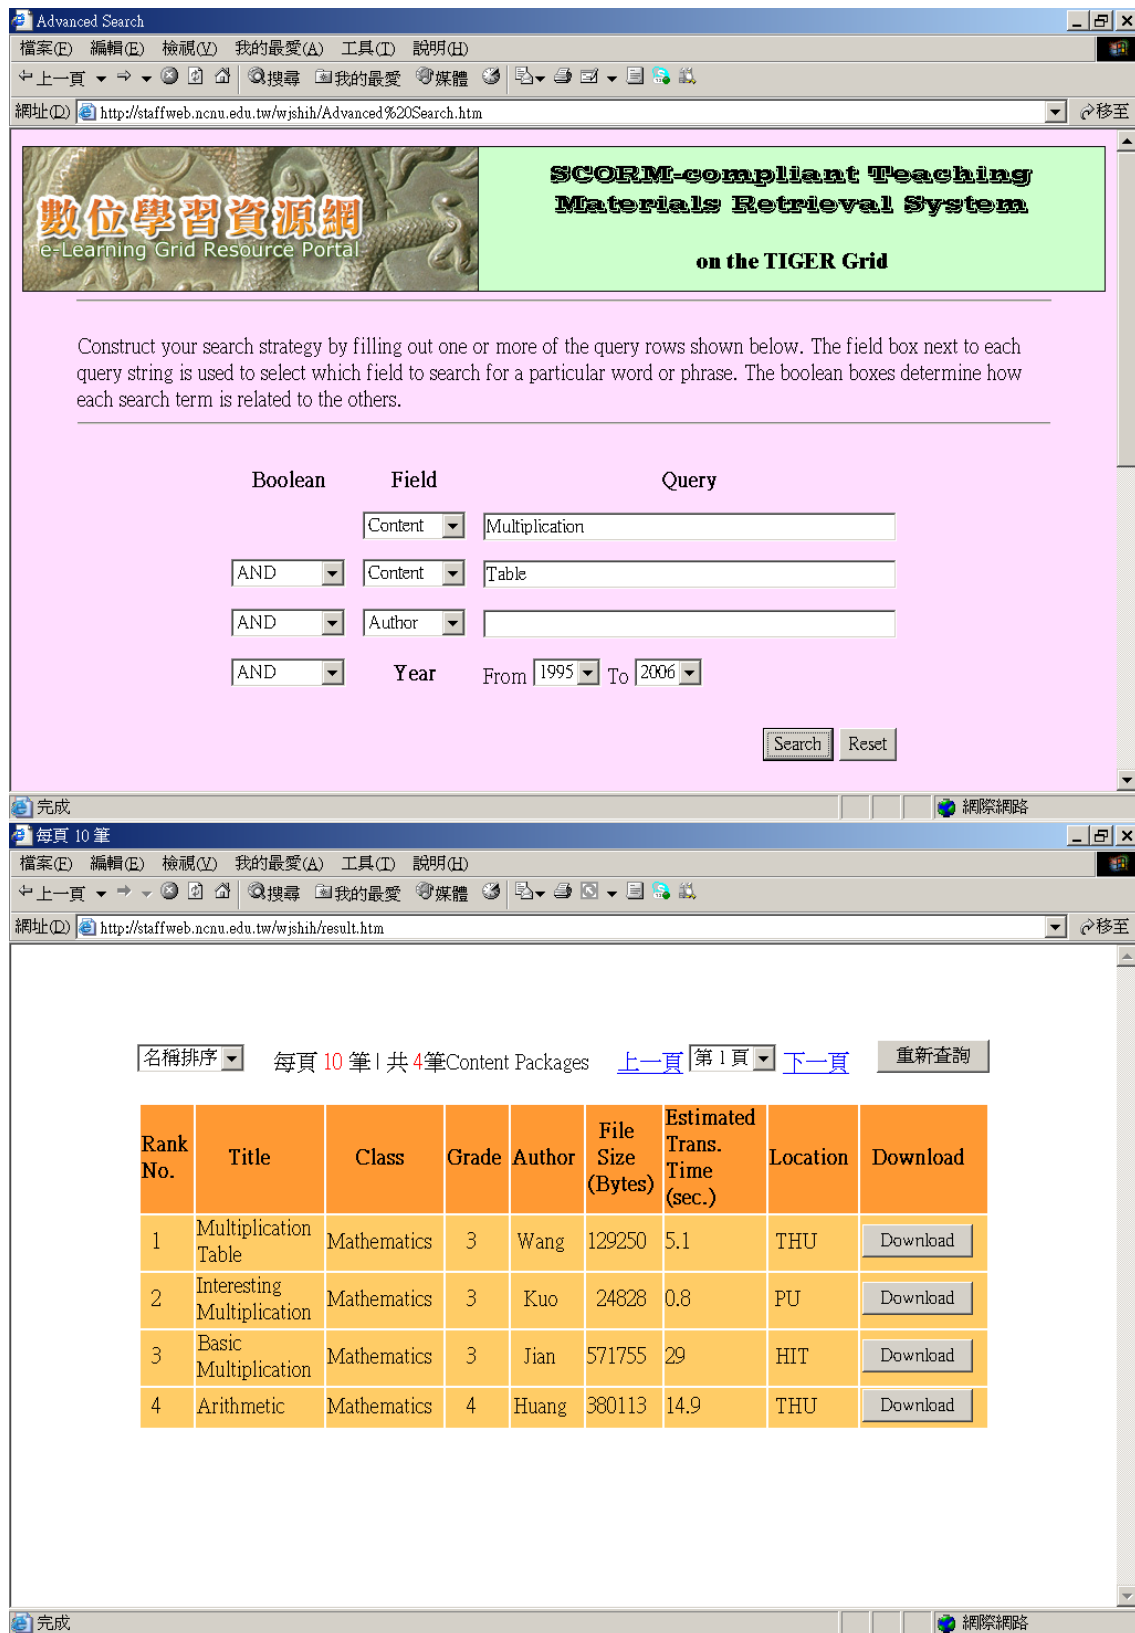 Advanced Search
檔案(F) 編輯(E) 檢視(V) 我的最愛(A) 工具(T) 說明(H)
上一頁 搜尋 我的最愛 媒體
網址(D) http://staffweb.ncnu.edu.tw/wjshih/Advanced%20Search.htm 移至
數位學習資源網
e-Learning Grid Resource Portal
SCORM-compliant Teaching
Materials Retrieval System
on the TIGER Grid
Construct your search strategy by filling out one or more of the query rows shown below. The field box next to each
query string is used to select which field to search for a particular word or phrase. The boolean boxes determine how
each search term is related to the others.
Boolean Field Query
Content Multiplication
AND Content Table
AND Author
AND Year From 1995 To 2006
Search Reset
完成 網際網路
每頁 10 筆
檔案(F) 編輯(E) 檢視(V) 我的最愛(A) 工具(T) 說明(H)
上一頁 搜尋 我的最愛 媒體
網址(D) http://staffweb.ncnu.edu.tw/wjshih/result.htm 移至
名稱排序 每頁 10 筆 | 共 4筆Content Packages 上一頁 第 1 頁 下一頁 重新查詢
Rank No. Title Class Grade Author File Size (Bytes) Estimated Trans. Time (sec.) Location Download
1 Multiplication Table Mathematics 3 Wang 129250 5.1 THU Download
2 Interesting Multiplication Mathematics 3 Kuo 24828 0.8 PU Download
3 Basic Multiplication Mathematics 3 Jian 571755 29 HIT Download
4 Arithmetic Mathematics 4 Huang 380113 14.9 THU Download
完成 網際網路